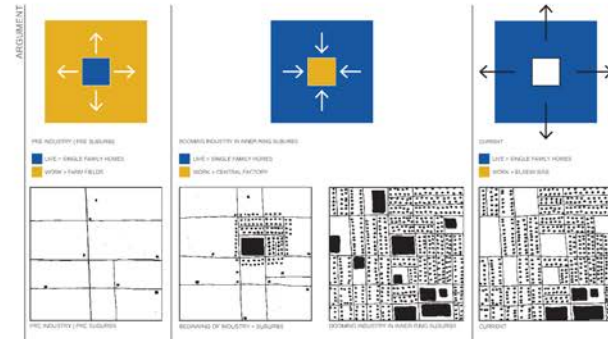 ARGUMENT
PRE INDUSTRY | PRE SUBURBS
LIVE > SINGLE FAMILY HOMES
WORK > FARM FIELDS
BOOMING INDUSTRY IN INNER-RING SUBURBS
LIVE > SINGLE FAMILY HOMES
WORK > CENTRAL FACTORY
CURRENT
LIVE > SINGLE FAMILY HOMES
WORK > ELSEWHERE
PRE INDUSTRY | PRE SUBURBS
BEGINNING OF INDUSTRY + SUBURBS
BOOMING INDUSTRY IN INNER-RING SUBURBS
CURRENT